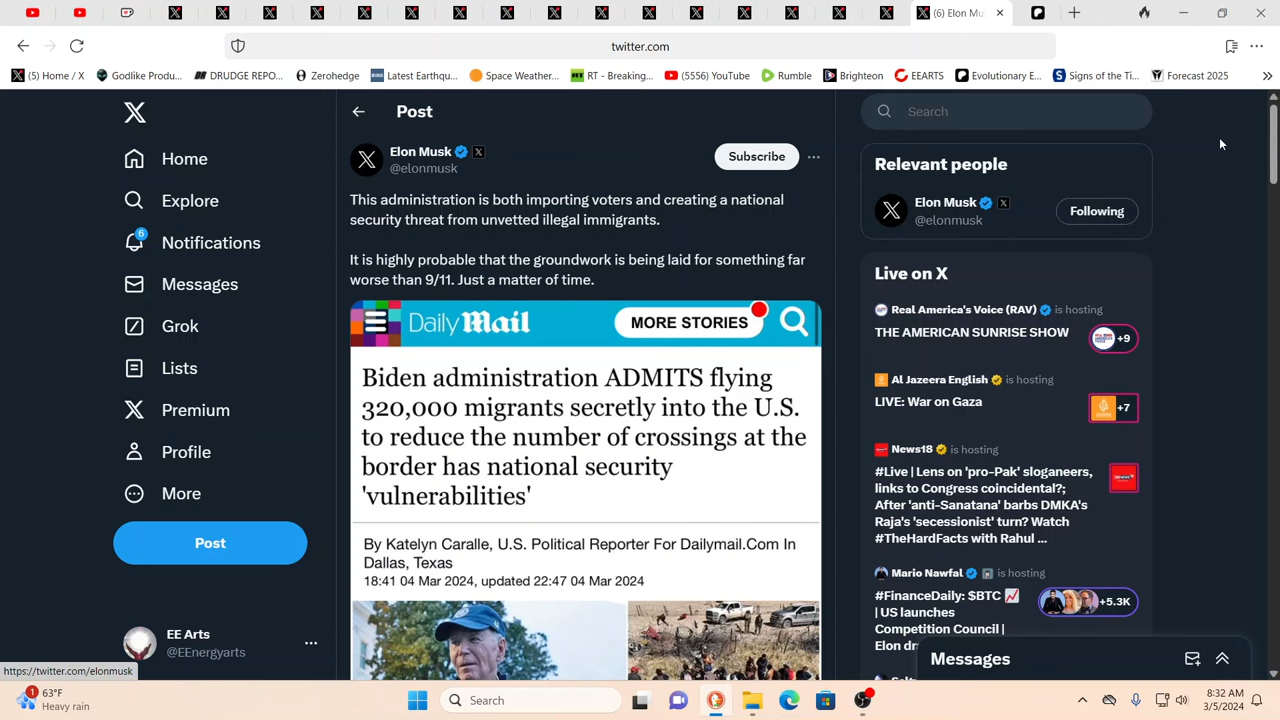 (6) Elon Mu
twitter.com
(5) Home / X
Godlike Produ...
DRUDGE REPO...
Zerohedge
Latest Earthqu...
Space Weather...
RT - Breaking...
(5556) YouTube
Rumble
Brighteon
CEEARTS
Evolutionary E...
Signs of the Ti...
Forecast 2025
Home
Explore
6
Notifications
Messages
Grok
Lists
Premium
Profile
More
Post
EE Arts
@EEnergyarts
https://twitter.com/elonmusk
Post
Elon Musk
@elonmusk
Subscribe
This administration is both importing voters and creating a national
security threat from unvetted illegal immigrants.
It is highly probable that the groundwork is being laid for something far
worse than 9/11. Just a matter of time.
Daily Mail
MORE STORIES
Biden administration ADMITS flying
320,000 migrants secretly into the U.S.
to reduce the number of crossings at the
border has national security
'vulnerabilities'
By Katelyn Caralle, U.S. Political Reporter For Dailymail.Com In
Dallas, Texas
18:41 04 Mar 2024, updated 22:47 04 Mar 2024
Search
Relevant people
Elon Musk
@elonmusk
Following
Live on X
Real America's Voice (RAV) is hosting
THE AMERICAN SUNRISE SHOW
+9
Al Jazeera English is hosting
LIVE: War on Gaza
+7
News18 is hosting
#Live | Lens on 'pro-Pak' sloganeers,
links to Congress coincidental?;
After 'anti-Sanatana' barbs DMKA's
Raja's 'secessionist' turn? Watch
#TheHardFacts with Rahul ...
Mario Nawfal is hosting
#FinanceDaily: $BTC
| US launches
Competition Council |
Elon dr
+5.3K
Messages
1
63°F
Heavy rain
Search
8:32 AM
3/5/2024